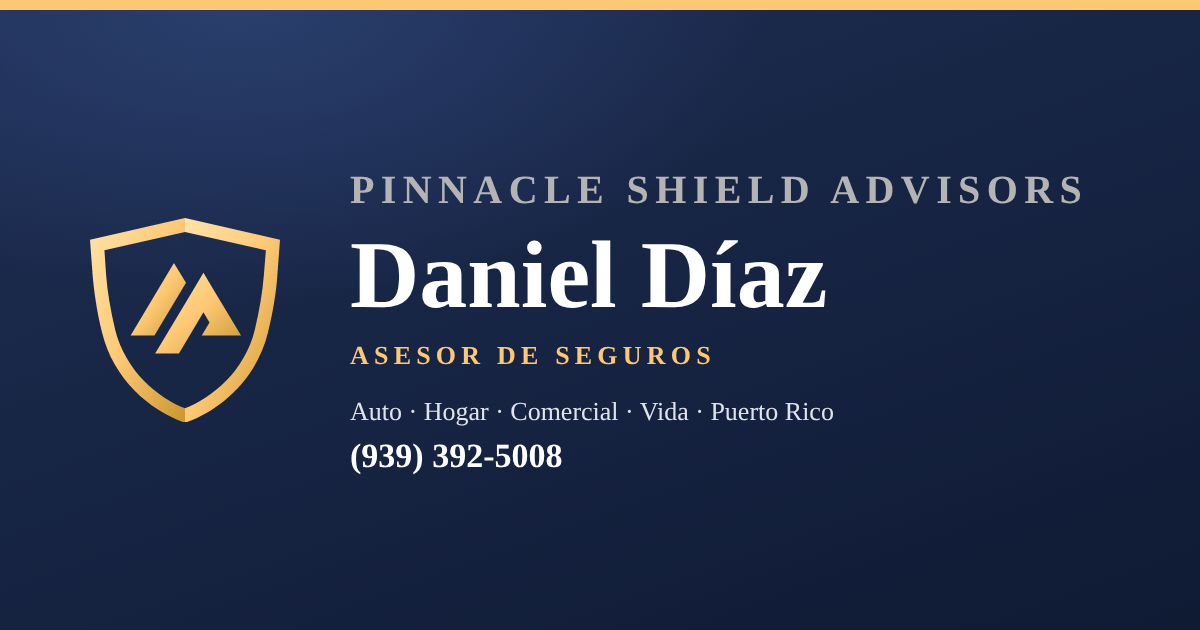 PINNACLE SHIELD ADVISORS
Daniel Díaz
ASESOR DE SEGUROS
Auto · Hogar · Comercial · Vida · Puerto Rico
(939) 392-5008